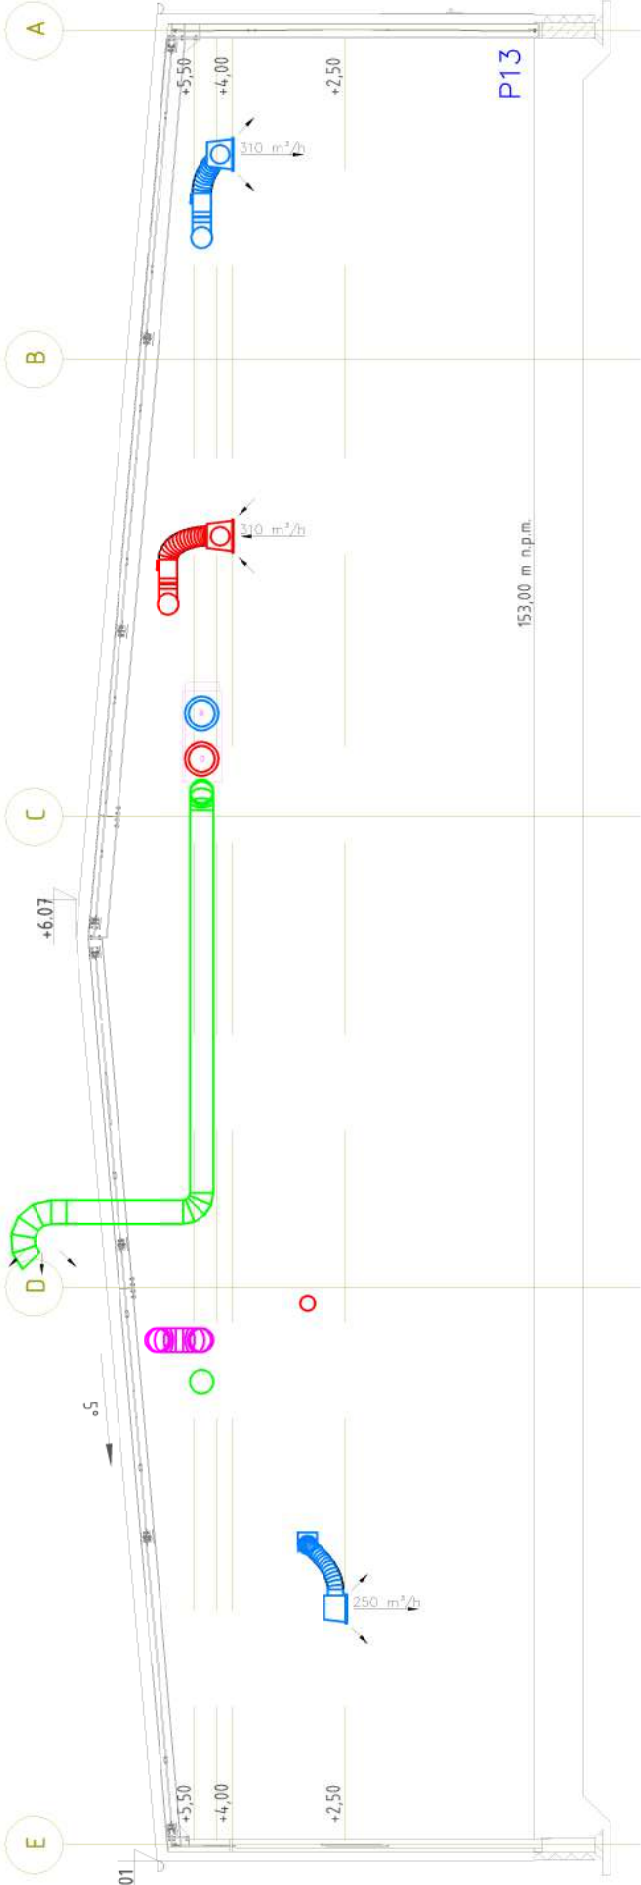 A
+5,50
+4,00
+2,50
P13
310 m³/h
B
310 m³/h
153,00 m n.p.m.
C
+6.07
D
5°
250 m³/h
+5,50
+4,00
+2,50
E
01